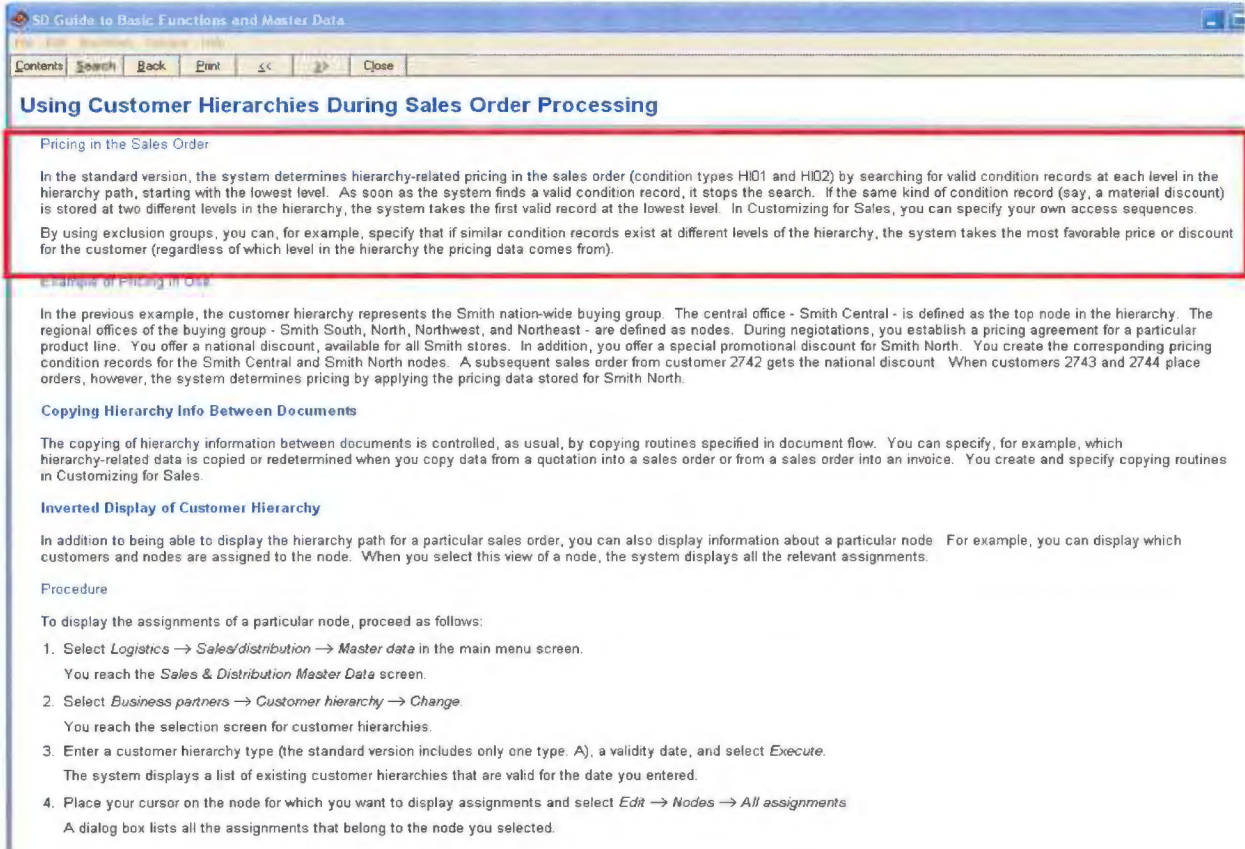 SD Guide to Basic Functions and Master Data
Help
Contents Search Back Print << >> Close
Using Customer Hierarchies During Sales Order Processing
Pricing in the Sales Order
In the standard version, the system determines hierarchy-related pricing in the sales order (condition types HI01 and HI02) by searching for valid condition records at each level in the
hierarchy path, starting with the lowest level. As soon as the system finds a valid condition record, it stops the search. If the same kind of condition record (say, a material discount)
is stored at two different levels in the hierarchy, the system takes the first valid record at the lowest level. In Customizing for Sales, you can specify your own access sequences.
By using exclusion groups, you can, for example, specify that if similar condition records exist at different levels of the hierarchy, the system takes the most favorable price or discount
for the customer (regardless of which level in the hierarchy the pricing data comes from).
Example of Pricing in Use
In the previous example, the customer hierarchy represents the Smith nation-wide buying group. The central office - Smith Central - is defined as the top node in the hierarchy. The
regional offices of the buying group - Smith South, North, Northwest, and Northeast - are defined as nodes. During negiotations, you establish a pricing agreement for a particular
product line. You offer a national discount, available for all Smith stores. In addition, you offer a special promotional discount for Smith North. You create the corresponding pricing
condition records for the Smith Central and Smith North nodes. A subsequent sales order from customer 2742 gets the national discount. When customers 2743 and 2744 place
orders, however, the system determines pricing by applying the pricing data stored for Smith North.
Copying Hierarchy Info Between Documents
The copying of hierarchy information between documents is controlled, as usual, by copying routines specified in document flow. You can specify, for example, which
hierarchy-related data is copied or redetermined when you copy data from a quotation into a sales order or from a sales order into an invoice. You create and specify copying routines
in Customizing for Sales.
Inverted Display of Customer Hierarchy
In addition to being able to display the hierarchy path for a particular sales order, you can also display information about a particular node. For example, you can display which
customers and nodes are assigned to the node. When you select this view of a node, the system displays all the relevant assignments.
Procedure
To display the assignments of a particular node, proceed as follows:
1. Select Logistics → Sales/distribution → Master data in the main menu screen.
You reach the Sales & Distribution Master Data screen.
2. Select Business partners → Customer hierarchy → Change.
You reach the selection screen for customer hierarchies.
3. Enter a customer hierarchy type (the standard version includes only one type. A), a validity date, and select Execute.
The system displays a list of existing customer hierarchies that are valid for the date you entered.
4. Place your cursor on the node for which you want to display assignments and select Edit → Nodes → All assignments
A dialog box lists all the assignments that belong to the node you selected.